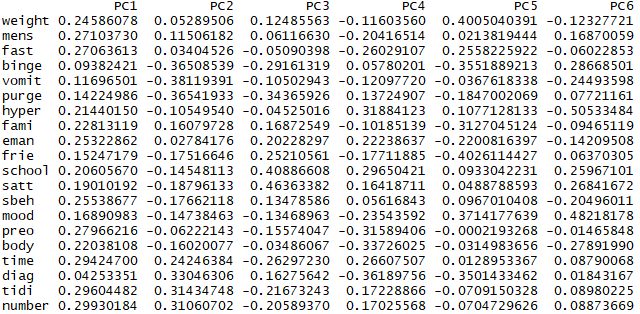 PC1 PC2 PC3 PC4 PC5 PC6
weight 0.24586078 0.05289506 0.12485563 -0.11603560 0.4005040391 -0.12327721
mens 0.27103730 0.11506182 0.06116630 -0.20416514 0.0213819444 0.16870059
fast 0.27063613 0.03404526 -0.05090398 -0.26029107 0.2558225922 -0.06022853
binge 0.09382421 -0.36508539 -0.29161319 0.05780201 -0.3551889213 0.28668501
vomit 0.11696501 -0.38119391 -0.10502943 -0.12097720 -0.0367618338 -0.24493598
purge 0.14224986 -0.36541933 -0.34365926 0.13724907 -0.1847002069 0.07721161
hyper 0.21440150 -0.10549540 -0.04525016 0.31884123 0.1077128133 -0.50533484
fami 0.22813119 0.16079728 0.16872549 -0.10185139 -0.3127045124 -0.09465119
eman 0.25322862 0.02784176 0.20228297 0.22238637 -0.2200816397 -0.14209508
frie 0.15247179 -0.17516646 0.25210561 -0.17711885 -0.4026114427 0.06370305
school 0.20605670 -0.14548113 0.40886608 0.29650421 0.0933042231 0.25967101
satt 0.19010192 -0.18796133 0.46363382 0.16418711 0.0488788593 0.26841672
sbeh 0.25538677 -0.17662118 0.13478586 0.05616843 0.0967010408 -0.20496011
mood 0.16890983 -0.14738463 -0.13468963 -0.23543592 0.3714177639 0.48218178
preo 0.27966216 -0.06222143 -0.15574047 -0.31589406 -0.0002193268 -0.01465848
body 0.22038108 -0.16020077 -0.03486067 -0.33726025 -0.0314983656 -0.27891990
time 0.29424700 0.24246384 -0.26297230 0.26607507 0.0128953367 0.08790068
diag 0.04253351 0.33046306 0.16275642 -0.36189756 -0.3501433462 0.01843167
tidi 0.29604482 0.31434748 -0.21673243 0.17228866 -0.0709150328 0.08980225
number 0.29930184 0.31060702 -0.20589370 0.17025568 -0.0704729626 0.08873669